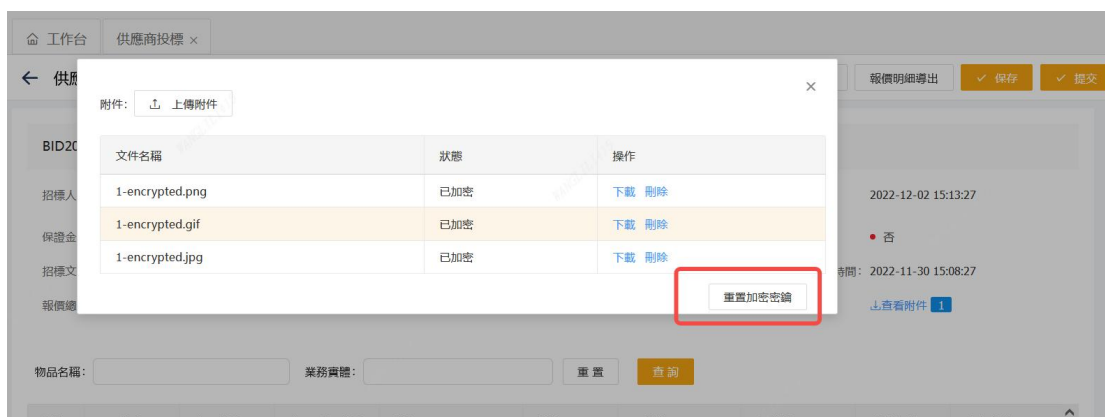 工作台 供應商投標 ×
供應
報價明細導出 ✓ 保存 ✓ 提交
附件: 上傳附件 ×
BID20
文件名稱 狀態 操作
招標人
1-encrypted.png 已加密 下載 刪除
2022-12-02 15:13:27
1-encrypted.gif 已加密 下載 刪除
保證金
否
1-encrypted.jpg 已加密 下載 刪除
招標文
時間: 2022-11-30 15:08:27
報價總
重置加密密鑰
查看附件 1
物品名稱: 業務實體: 重置 查詢